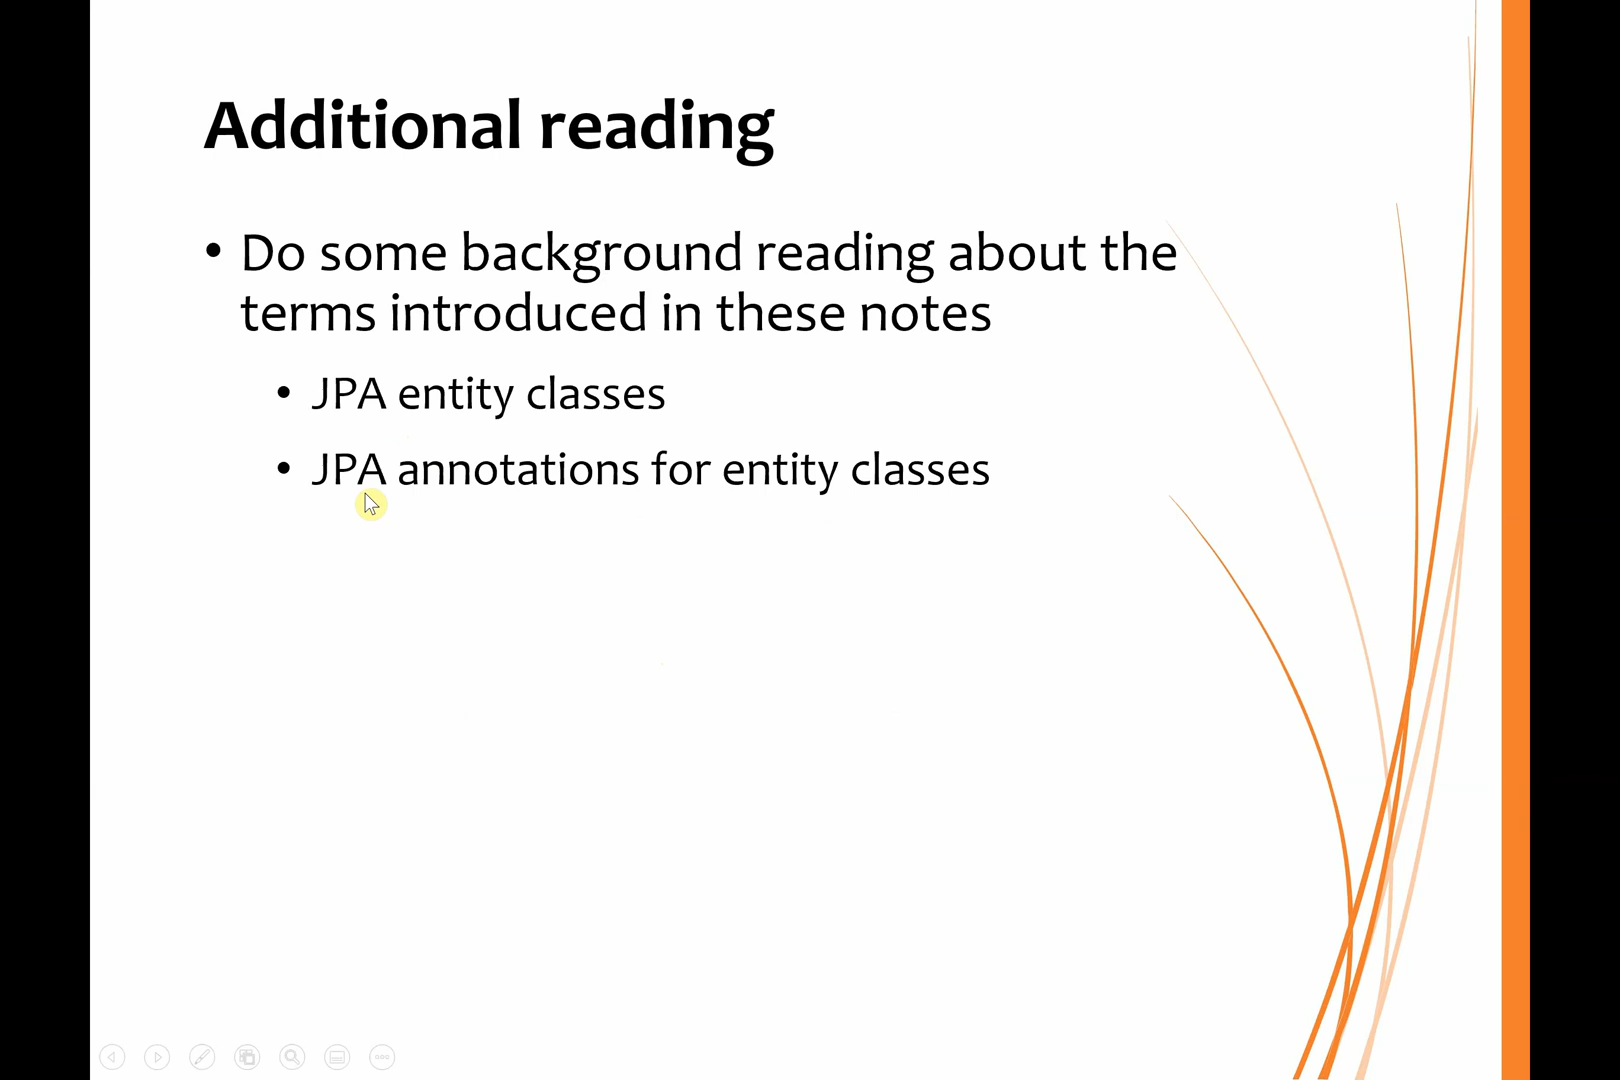 Additional reading
• Do some background reading about the
terms introduced in these notes
• JPA entity classes
• JPA annotations for entity classes